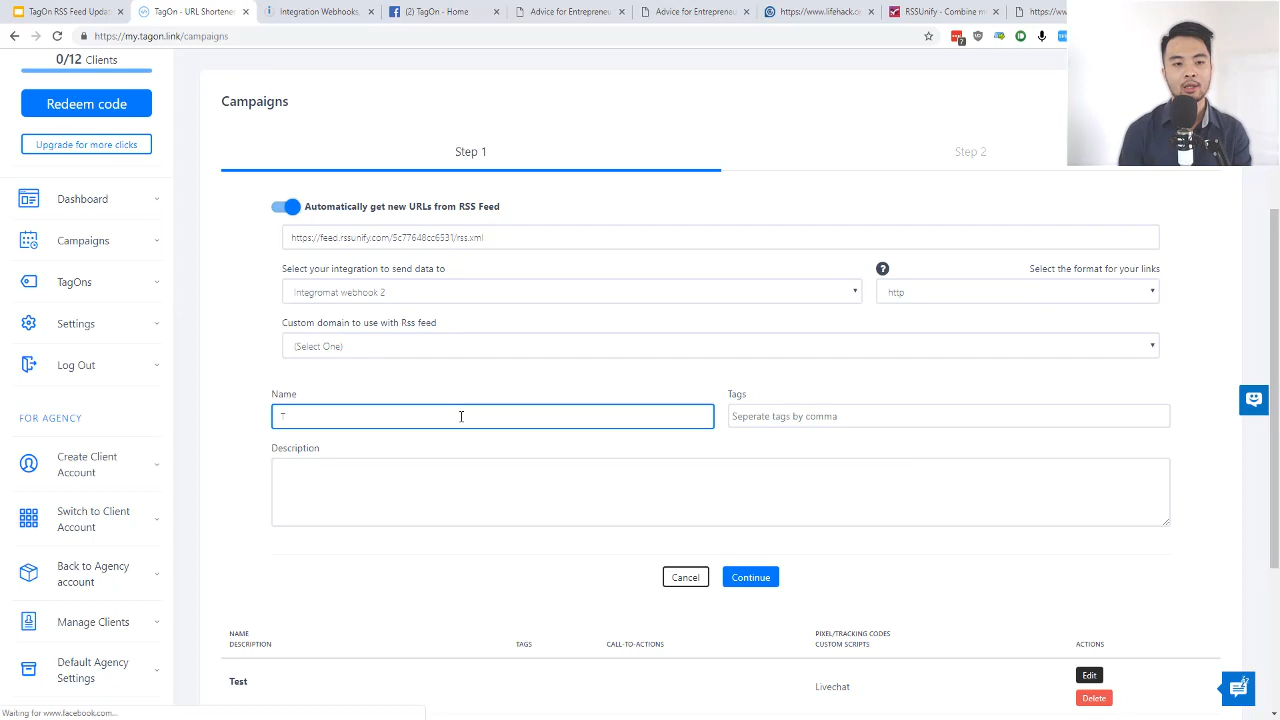 TagOn RSS Feed Upda
TagOn - URL Shortene
Integration Webhooks,
(2) TagOn -
Advice for Entre
Advice for Entre
https://www.
RSSUnify - Combine m
https://ww
https://my.tagon.link/campaigns
0/12 Clients
Redeem code
Upgrade for more clicks
Dashboard
Campaigns
TagOns
Settings
Log Out
FOR AGENCY
Create Client
Account
Switch to Client
Account
Back to Agency
account
Manage Clients
Default Agency
Settings
Campaigns
Step 1
Step 2
Automatically get new URLs from RSS Feed
https://feed.rssunify.com/5c77648cc6531/rss.xml
Select your integration to send data to
?
Select the format for your links
Integromat webhook 2
http
Custom domain to use with Rss feed
(Select One)
Name
Tags
T
Seperate tags by comma
Description
Cancel
Continue
NAME
DESCRIPTION
TAGS
CALL-TO-ACTIONS
PIXEL/TRACKING CODES
CUSTOM SCRIPTS
ACTIONS
Test
Livechat
Edit
Delete
Waiting for www.facebook.com...